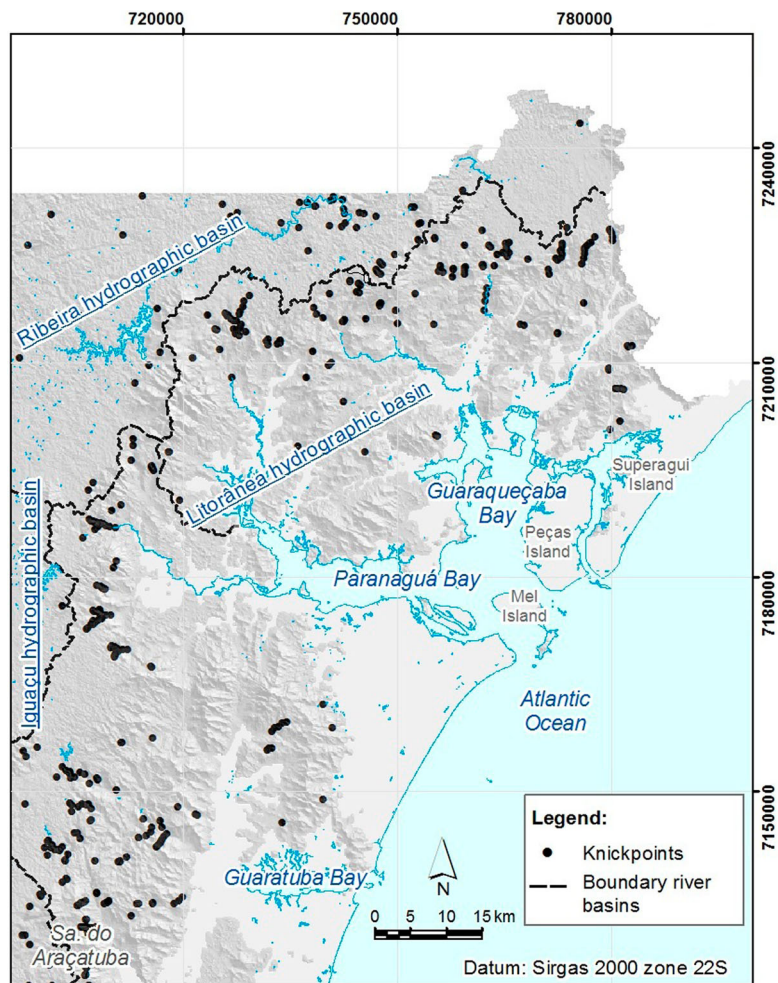 720000 750000 780000
7240000
Ribeira hydrographic basin
7210000
Litorânea hydrographic basin
Superagui
Island
Guaraqueçaba
Bay
Iguaçu hydrographic basin
Peças
Island
Paranaguá Bay
7180000
Mel
Island
Atlantic
Ocean
7150000
Legend:
Knickpoints
Boundary river
basins
Guaratuba Bay
N
0 5 10 15 km
Sa. do
Araçatuba
Datum: Sirgas 2000 zone 22S